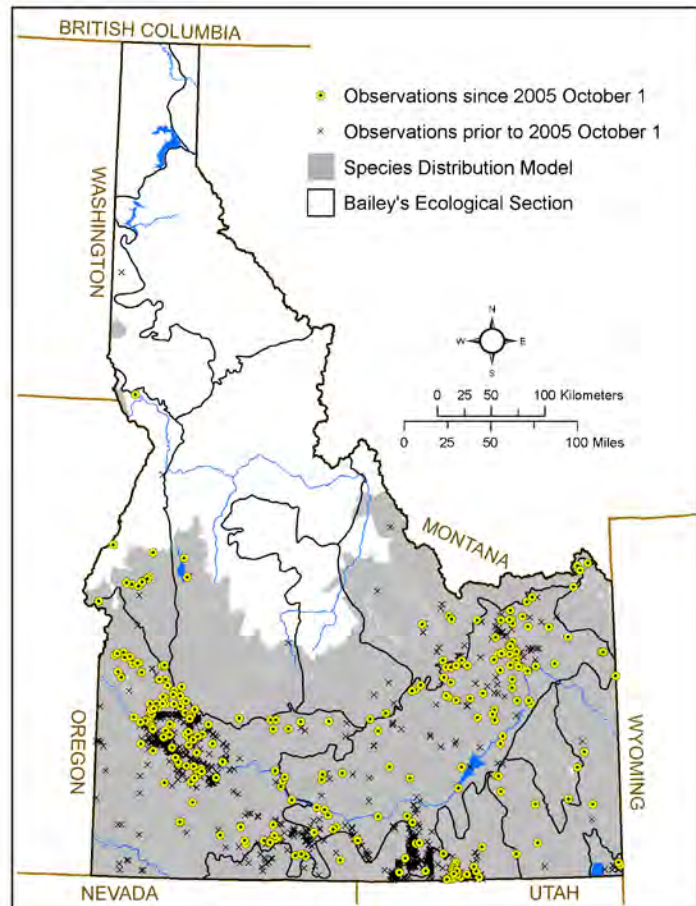 BRITISH COLUMBIA
Observations since 2005 October 1
Observations prior to 2005 October 1
Species Distribution Model
Bailey's Ecological Section
WASHINGTON
N
W E
S
0 25 50 100 Kilometers
0 25 50 100 Miles
MONTANA
OREGON
WYOMING
NEVADA
UTAH